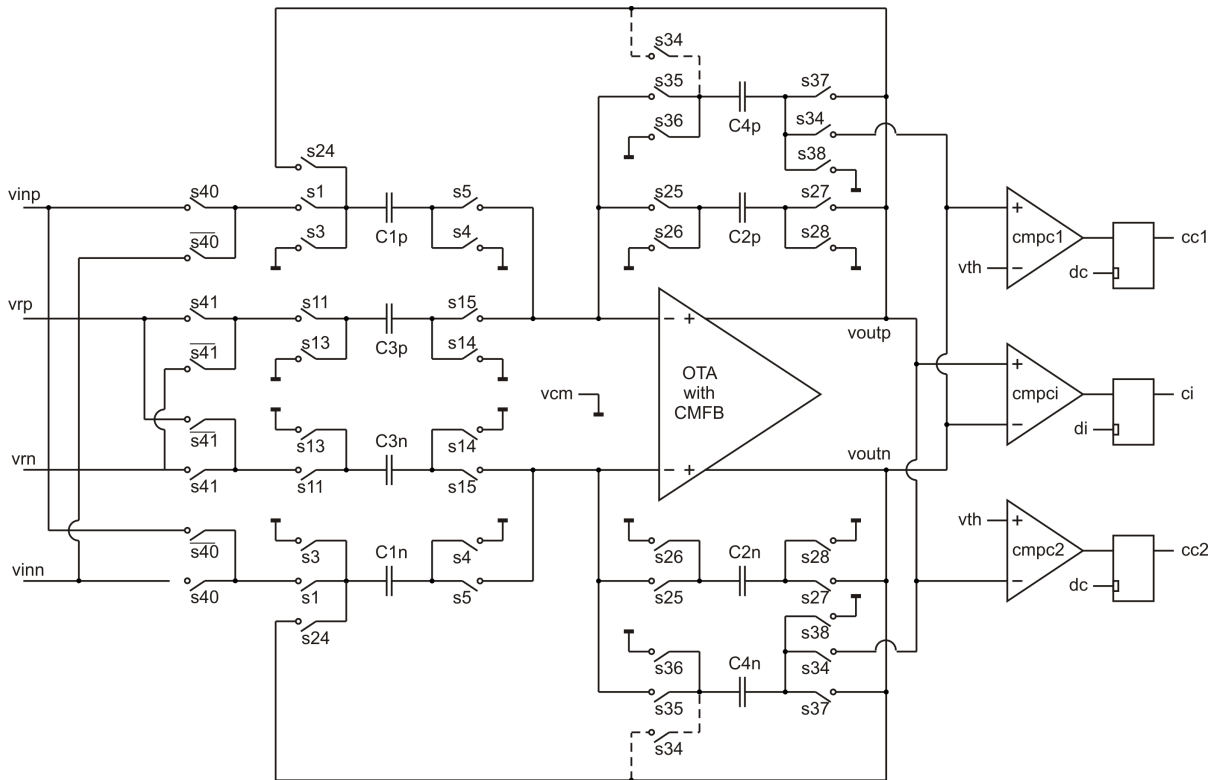 s34
s35
s37
s36
C4p
s34
s38
s24
vinp
s40
s1
s5
s25
s27
s40
s3
C1p
s4
s26
C2p
s28
cmpc1
cc1
vth
dc
vrp
s41
s11
s15
s41
s13
C3p
s14
voutp
OTA
with
CMFB
vcm
cmpci
ci
di
s41
s13
C3n
s14
vrn
s41
s11
s15
voutn
s40
s3
C1n
s4
s26
C2n
s28
vth
cmpc2
cc2
vinn
s40
s1
s5
s25
s27
dc
s24
s38
s36
C4n
s34
s35
s37
s34